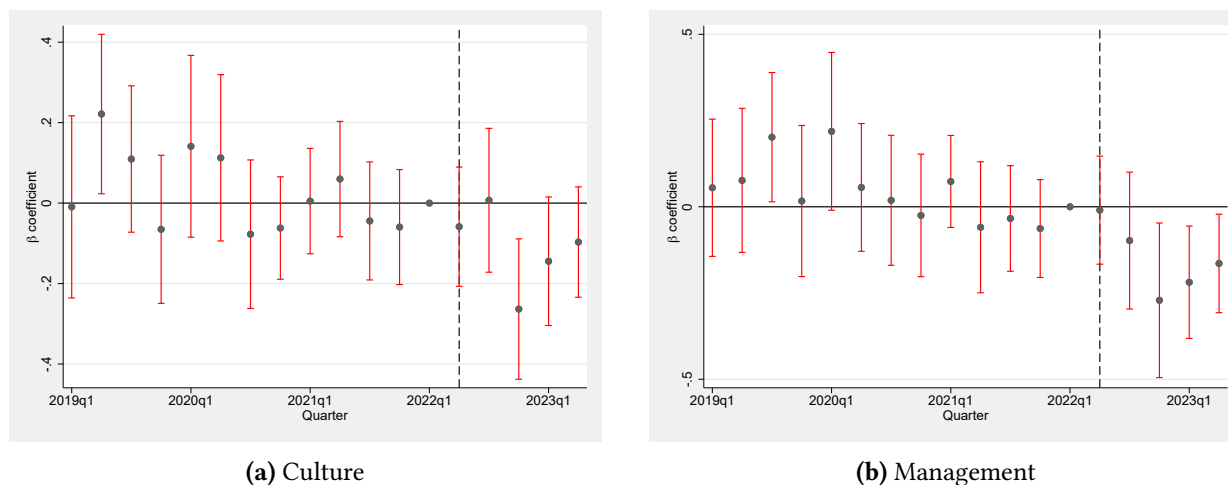 .4
.2
0
-.2
-.4
β coefficient
2019q1 2020q1 2021q1 2022q1 2023q1
Quarter
(a) Culture
.5
0
-.5
β coefficient
2019q1 2020q1 2021q1 2022q1 2023q1
Quarter
(b) Management